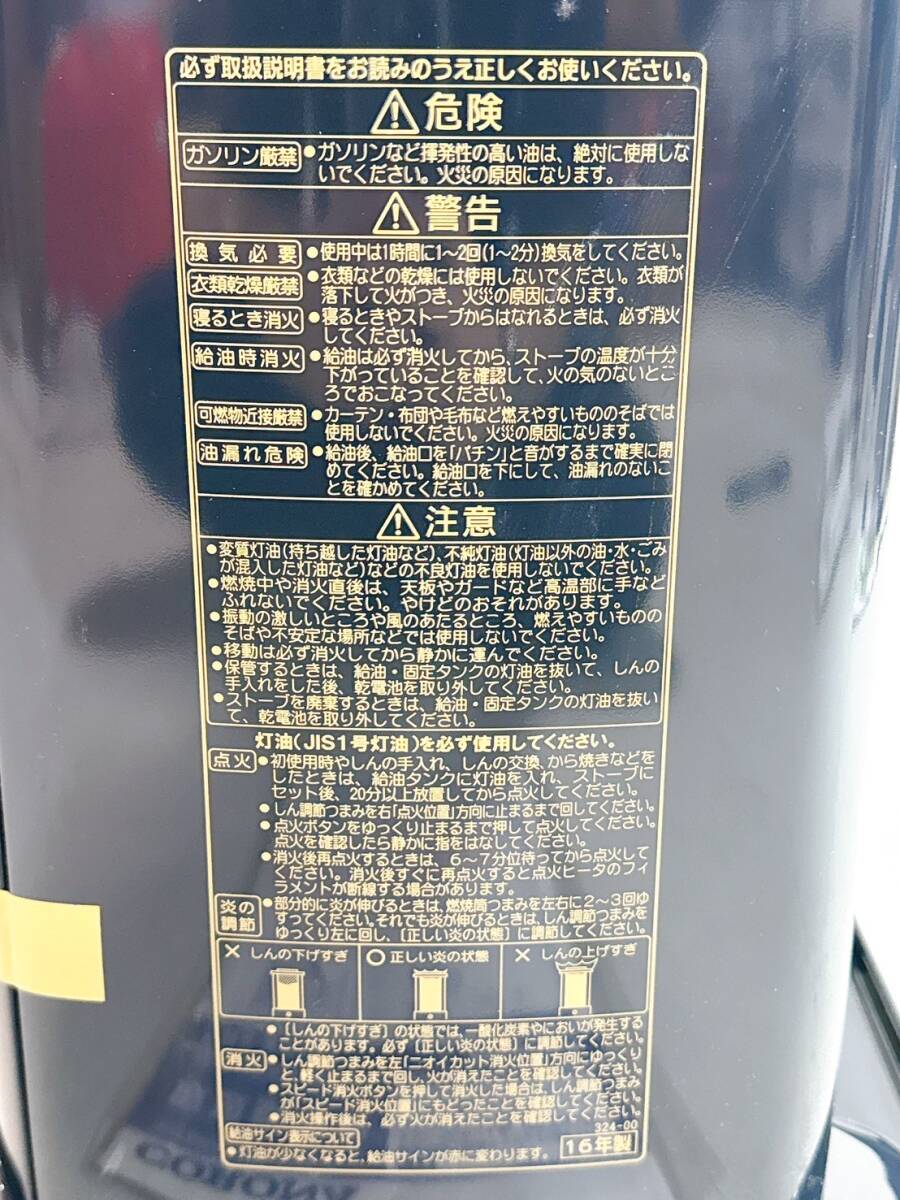 必ず取扱説明書をお読みのうえ正しくお使いください。
⚠危険
ガソリン厳禁
●ガソリンなど揮発性の高い油は、絶対に使用しな
いでください。火災の原因になります。
⚠警告
換気必要
●使用中は1時間に1〜2回(1〜2分)換気をしてください。
衣類乾燥厳禁
●衣類などの乾燥には使用しないでください。衣類が
落下して火がつき、火災の原因になります。
寝るとき消火
●寝るときやストーブからはなれるときは、必ず消火
してください。
給油時消火
●給油は必ず消火してから、ストーブの温度が十分
下がっていることを確認して、火の気のないとこ
ろでおこなってください。
可燃物近接厳禁
●カーテン・布団や毛布など燃えやすいもののそばでは
使用しないでください。火災の原因になります。
油漏れ危険
●給油後、給油口を「パチン」と音がするまで確実に閉
めてください。給油口を下にして、油漏れのないこ
とを確かめてください。
⚠注意
●変質灯油(持ち越した灯油など)、不純灯油(灯油以外の油・水・ごみ
が混入した灯油など)などの不良灯油を使用しないでください。
●燃焼中や消火直後は、天板やガードなど高温部に手など
ふれないでください。やけどのおそれがあります。
●振動の激しいところや風のあたるところ、燃えやすいものの
そばや不安定な場所などでは使用しないでください。
●移動は必ず消火してから静かに運んでください。
●保管するときは、給油・固定タンクの灯油を抜いて、しんの
手入れをした後、乾電池を取り外してください。
●ストーブを廃棄するときは、給油・固定タンクの灯油を抜い
て、乾電池を取り外してください。
灯油(JIS1号灯油)を必ず使用してください。
点火
●初使用時やしんの手入れ、しんの交換、から焼きなどを
したときは、給油タンクに灯油を入れ、ストーブに
セット後、20分以上放置してから点火してください。
●しん調節つまみを右「点火位置」方向に止まるまで回してください。
●点火ボタンをゆっくり止まるまで押して点火してください。
点火を確認したら静かに指をはなしてください。
●消火後再点火するときは、6〜7分位待ってから点火して
ください。消火後すぐに再点火すると点火ヒータのフィ
ラメントが断線する場合があります。
炎の
調節
●部分的に炎が伸びるときは、燃焼筒つまみを左右に2〜3回ゆ
すってください。それでも炎が伸びるときは、しん調節つまみを
ゆっくり左に回し、〔正しい炎の状態〕に調節してください。
×しんの下げすぎ
○正しい炎の状態
×しんの上げすぎ
●〔しんの下げすぎ〕の状態では、一酸化炭素やにおいが発生する
ことがあります。必ず〔正しい炎の状態〕に調節してください。
消火
●しん調節つまみを左「ニオイカット消火位置」方向にゆっくり
と、軽く止まるまで回し、火が消えたことを確認してください。
●スピード消火ボタンを押して消火した場合は、しん調節つまみ
が「スピード消火位置」にもどったことを確認してください。
●消火操作後は、必ず火が消えたことを確認してください。
324-00
給油サイン表示について
●灯油が少なくなると、給油サインが赤に変わります。
16年製
CORONA